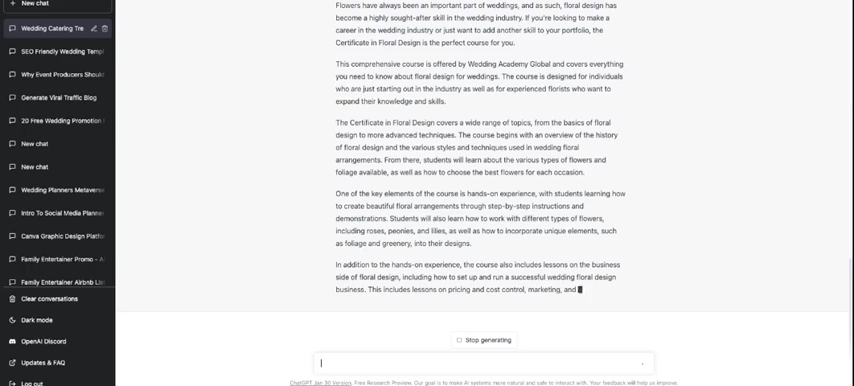 New chat
Wedding Catering Tre
SEO Friendly Wedding Templ
Why Event Producers Should
Generate Viral Traffic Blog
20 Free Wedding Promotion
New chat
New chat
Wedding Planners Metaverse
Intro To Social Media Planner
Canva Graphic Design Platfor
Family Entertainer Promo - A
Family Entertainer Airbnb List
Clear conversations
Dark mode
OpenAI Discord
Updates & FAQ
Log out
Flowers have always been an important part of weddings, and as such, floral design has
become a highly sought-after skill in the wedding industry. If you're looking to make a
career in the wedding industry or just want to add another skill to your portfolio, the
Certificate in Floral Design is the perfect course for you.
This comprehensive course is offered by Wedding Academy Global and covers everything
you need to know about floral design for weddings. The course is designed for individuals
who are just starting out in the industry as well as for experienced florists who want to
expand their knowledge and skills.
The Certificate in Floral Design covers a wide range of topics, from the basics of floral
design to more advanced techniques. The course begins with an overview of the history
of floral design and the various styles and techniques used in wedding floral
arrangements. From there, students will learn about the various types of flowers and
foliage available, as well as how to choose the best flowers for each occasion.
One of the key elements of the course is hands-on experience, with students learning how
to create beautiful floral arrangements through step-by-step instructions and
demonstrations. Students will also learn how to work with different types of flowers,
including roses, peonies, and lilies, as well as how to incorporate unique elements, such
as foliage and greenery, into their designs.
In addition to the hands-on experience, the course also includes lessons on the business
side of floral design, including how to set up and run a successful wedding floral design
business. This includes lessons on pricing and cost control, marketing, and
Stop generating
ChatGPT Jan 30 Version. Free Research Preview. Our goal is to make AI systems more natural and safe to interact with. Your feedback will help us improve.